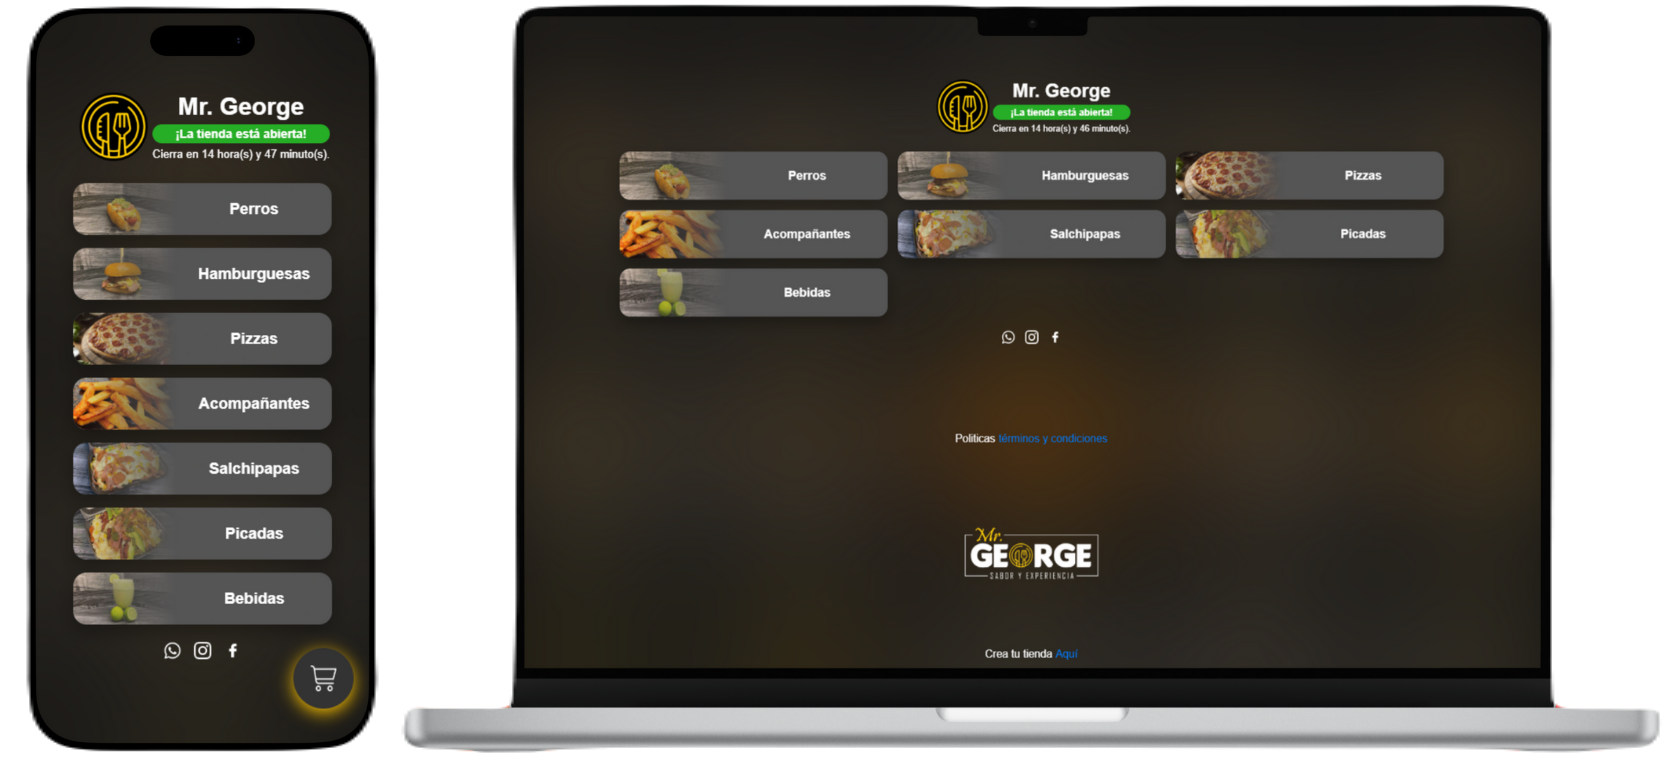 Mr. George
¡La tienda está abierta!
Cierra en 14 hora(s) y 47 minuto(s).
Perros
Hamburguesas
Pizzas
Acompañantes
Salchipapas
Picadas
Bebidas
Mr. George
¡La tienda está abierta!
Cierra en 14 hora(s) y 46 minuto(s).
Perros
Hamburguesas
Pizzas
Acompañantes
Salchipapas
Picadas
Bebidas
Politicas términos y condiciones
Mr.
GEORGE
SABOR Y EXPERIENCIA
Crea tu tienda Aquí